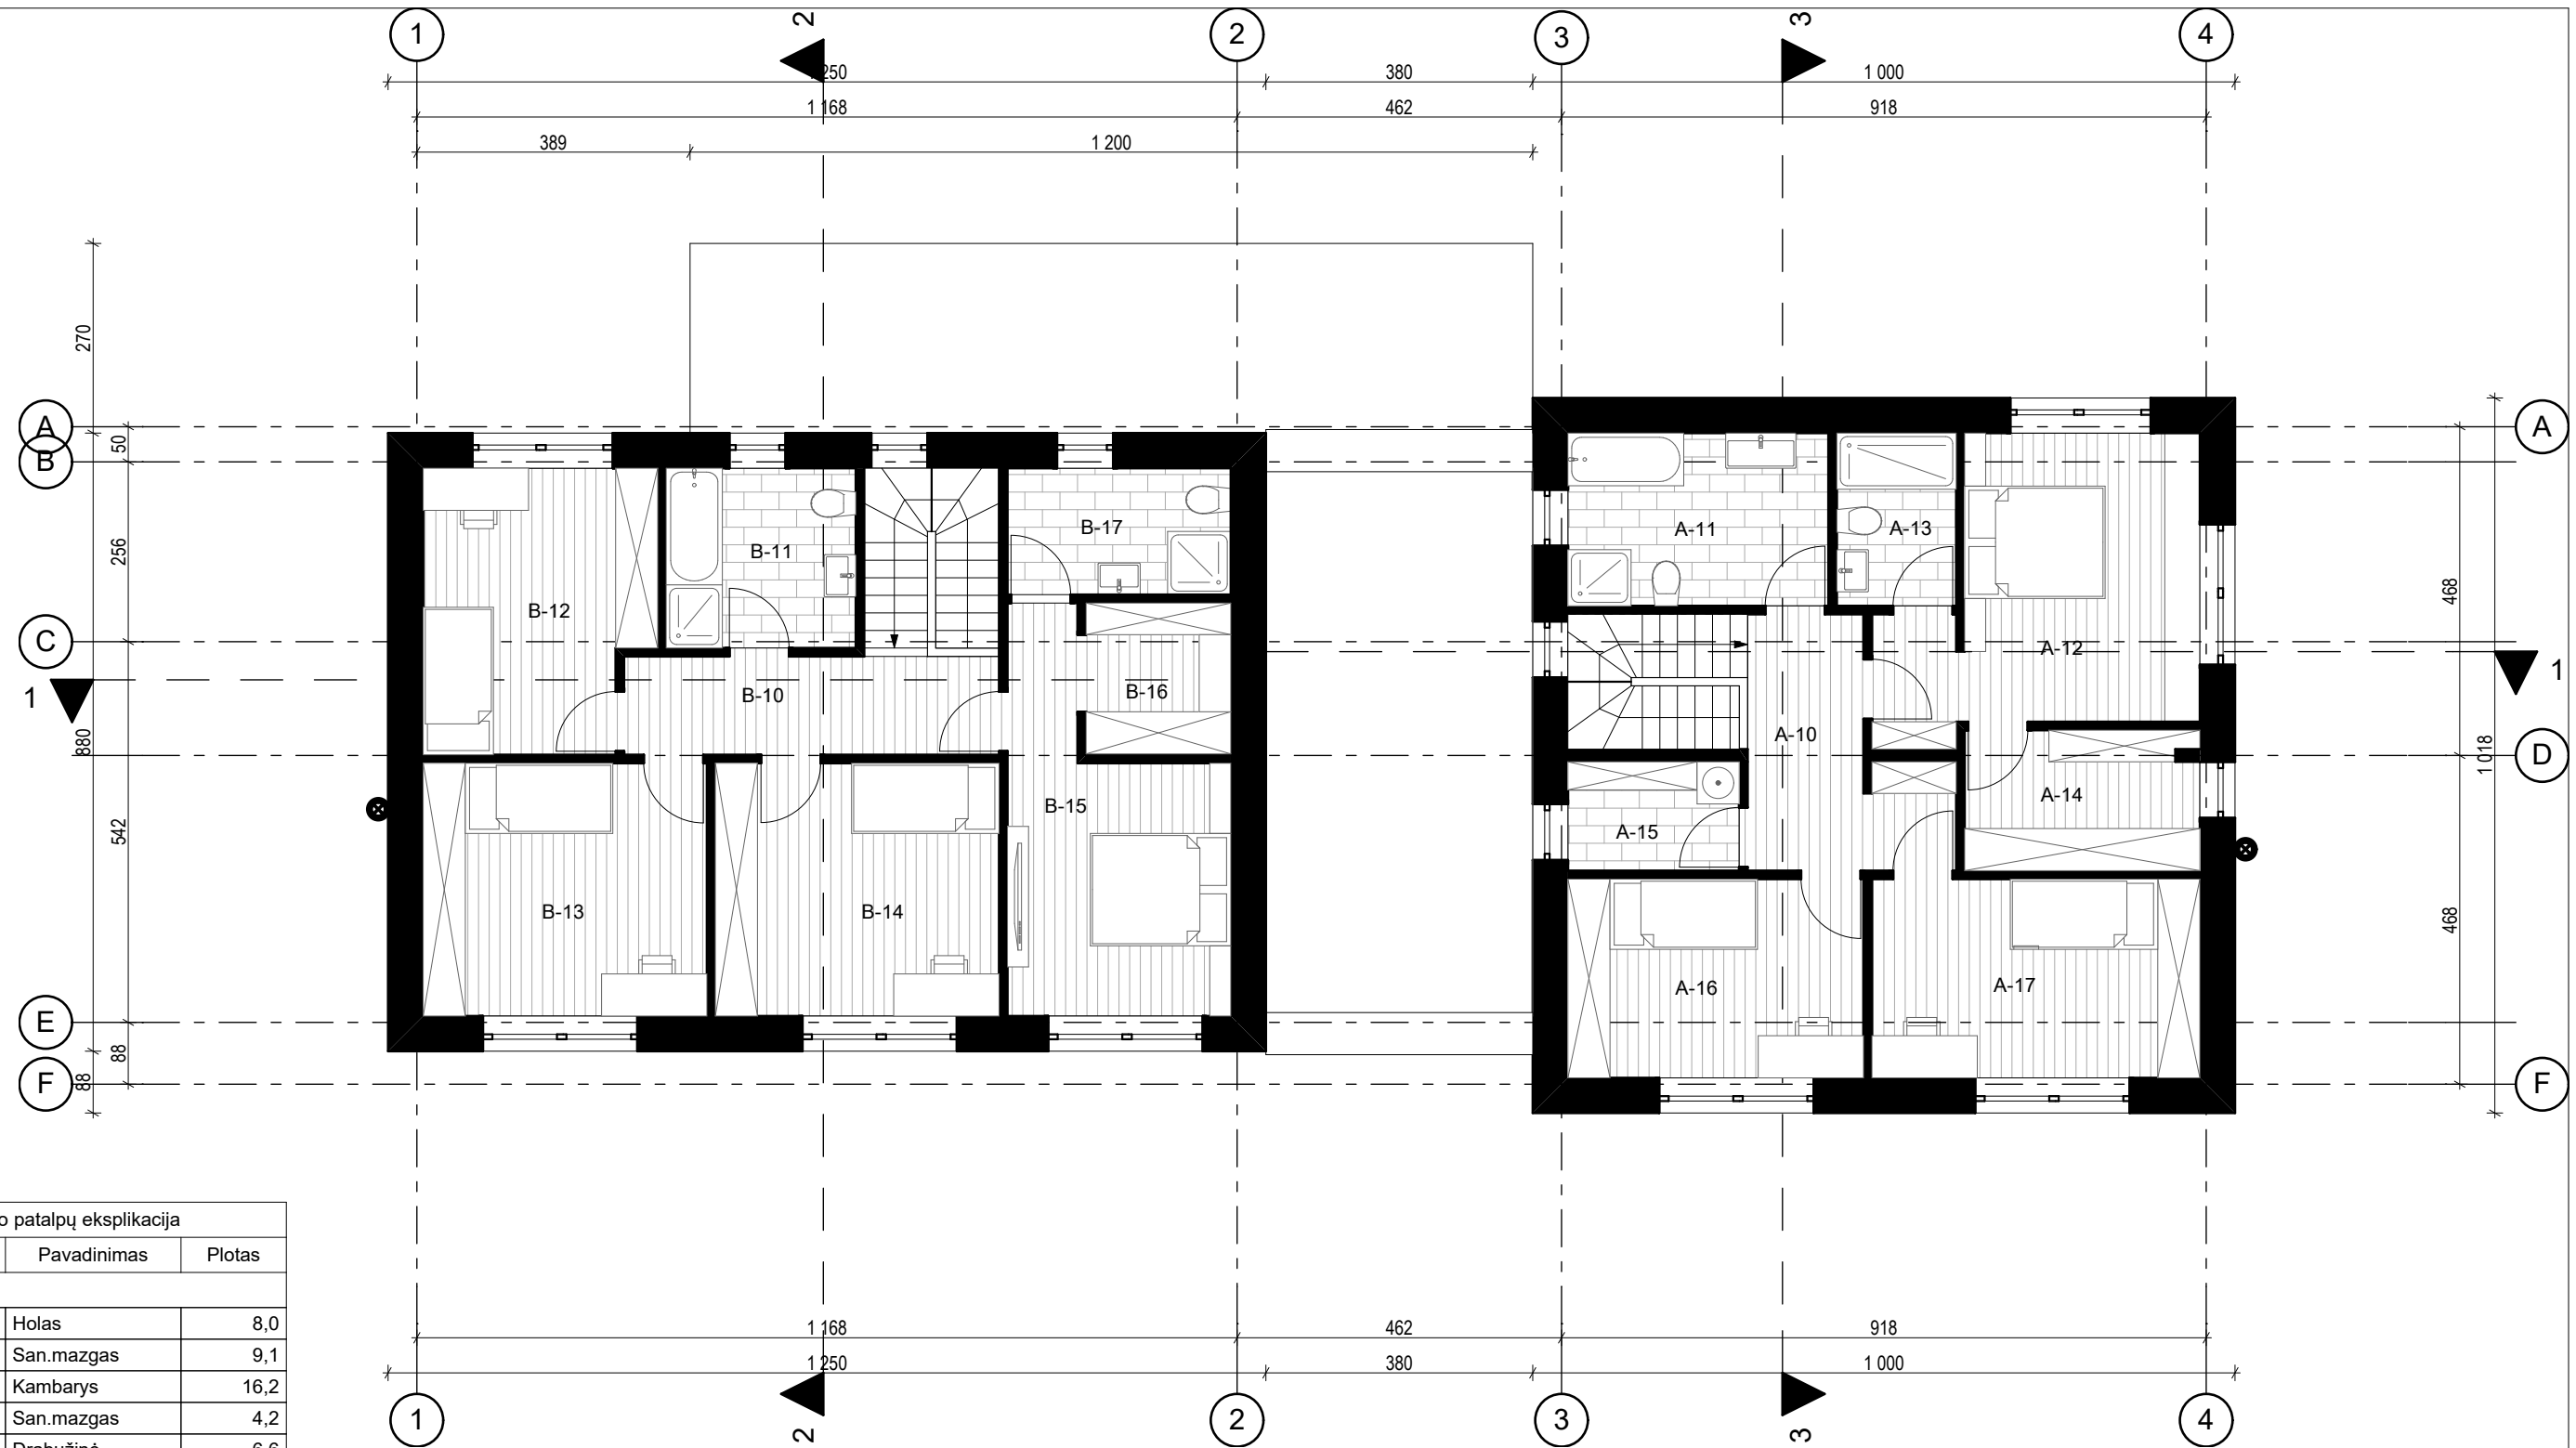 1
2
2
3
3
4
1 250
380
1 000
1 168
462
918
389
1 200
270
A
50
B
A
256
B-11
B-17
A-11
A-13
B-12
468
C
A-12
1
B-10
B-16
1
880
A-10
1 018
D
B-15
A-14
542
A-15
B-13
B-14
468
A-16
A-17
E
88
F
88
F
o patalpų eksplikacija
Pavadinimas Plotas
Holas 8,0
San.mazgas 9,1
Kambarys 16,2
San.mazgas 4,2
Drabužinė 6,6
1 168
462
918
1 250
380
1 000
1
2
2
3
3
4